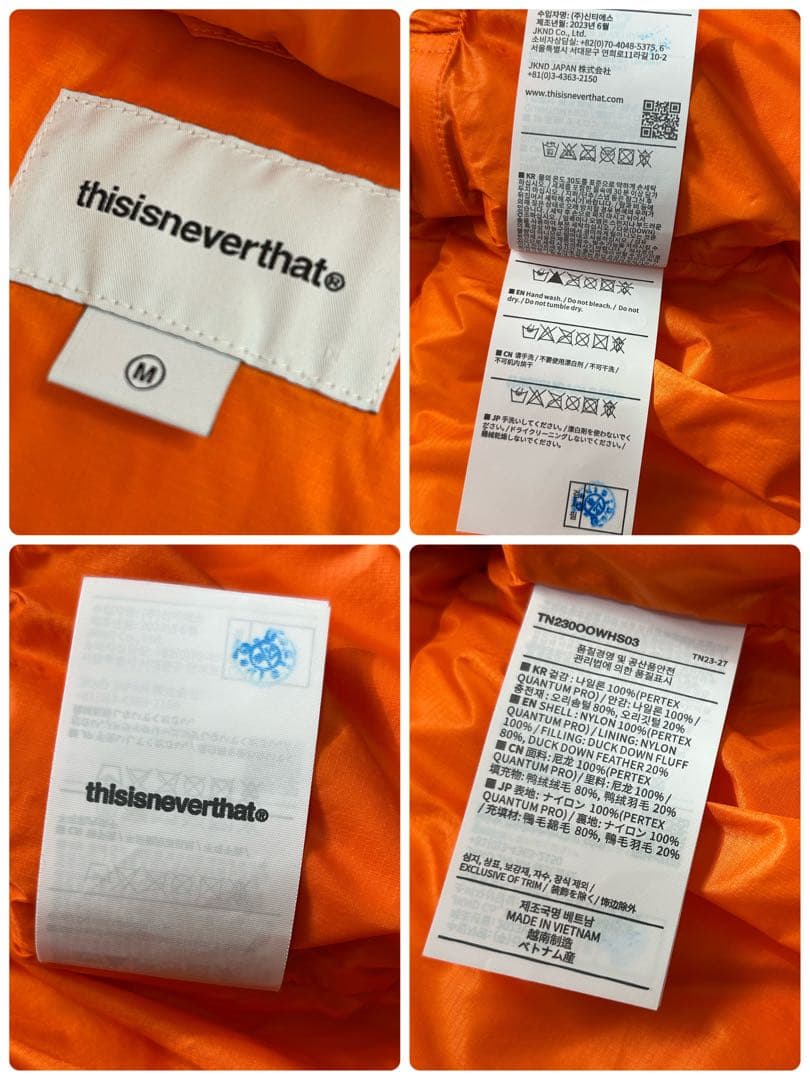 thisisneverthat®
M
수입자명: (주)신티에스
제조년월: 2023년 6월
JKND Co., Ltd.
소비자상담실: +82(0)70-4048-5375, 6
서울특별시 서대문구 연희로11라길 10-2
JKND JAPAN 株式会社
+81(0)3-4363-2150
www.thisisneverthat.com
■ EN Hand wash. / Do not bleach. / Do not
dry. / Do not tumble dry.
■ CN 请手洗 / 不要使用漂白剂 / 不可干洗 /
不可机内烘干
■ JP 手洗いしてください。/漂白剤を使わないでく
ださい。/ドライクリーニングしないでください。/
機械乾燥しないでください。
thisisneverthat®
TN230OOWHS03
TN23-27
품질경영 및 공산품안전
관리법에 의한 품질표시
■ KR 겉감: 나일론 100%(PERTEX
QUANTUM PRO) / 안감: 나일론 100% /
충전재: 오리솜털 80%, 오리깃털 20%
■ EN SHELL: NYLON 100%(PERTEX
QUANTUM PRO) / LINING: NYLON
100% / FILLING: DUCK DOWN FLUFF
80%, DUCK DOWN FEATHER 20%
■ CN 面料: 尼龙 100%(PERTEX
QUANTUM PRO) / 里料: 尼龙 100% /
填充物: 鸭绒绒毛 80%, 鸭绒羽毛 20%
■ JP 表地: ナイロン 100%(PERTEX
QUANTUM PRO) / 裏地: ナイロン 100%
/ 充填材: 鴨毛綿毛 80%, 鴨毛羽毛 20%
심지, 상표, 보강재, 자수, 장식 제외 /
EXCLUSIVE OF TRIM / 装飾を除く / 饰边除外
제조국명 베트남
MADE IN VIETNAM
越南制造
ベトナム産